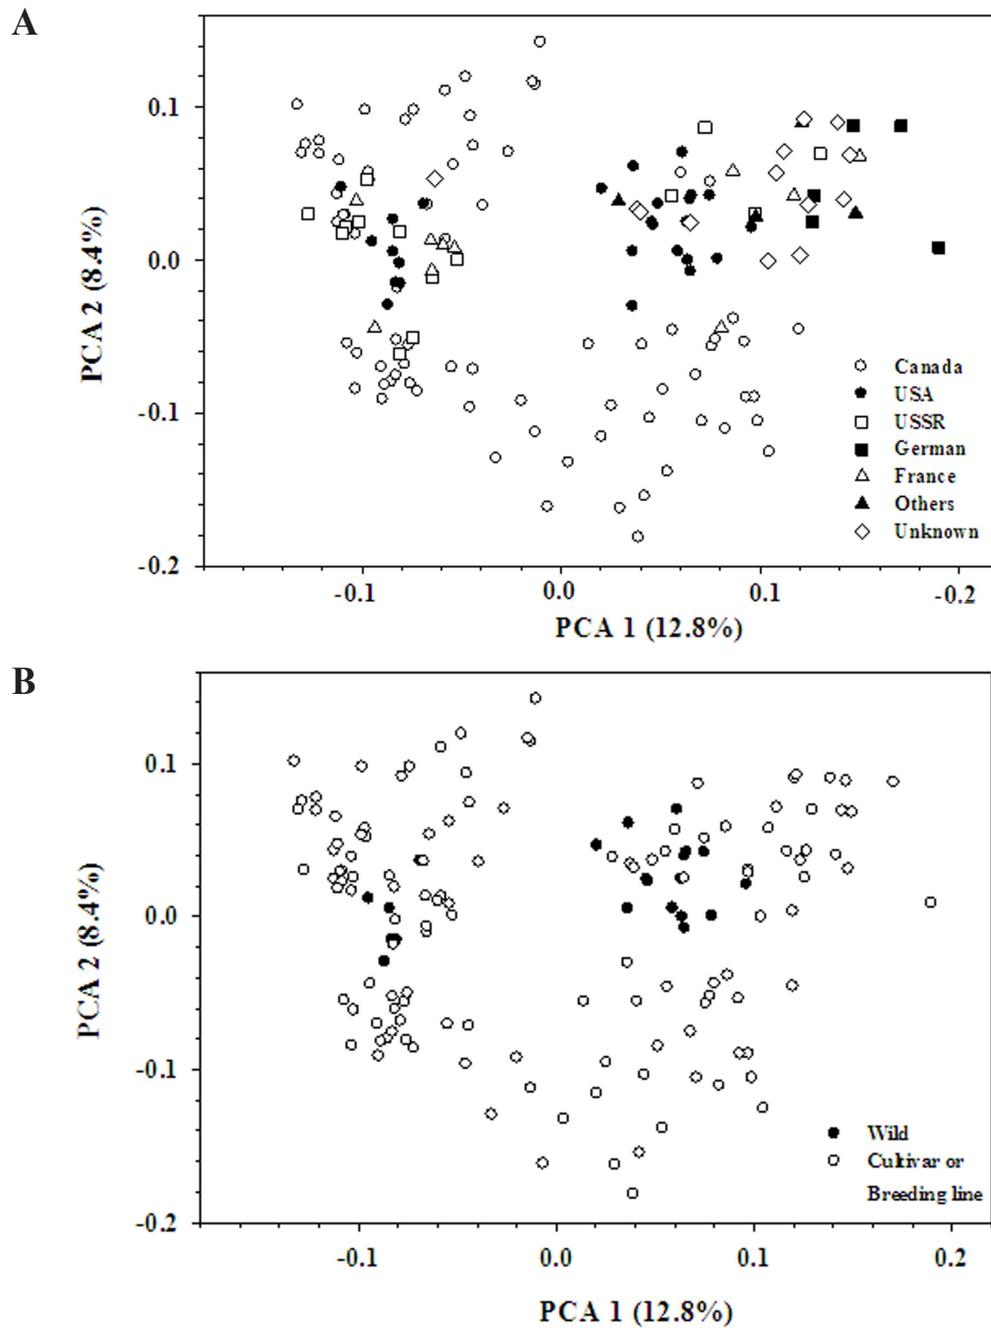 A
0.1
0.0
-0.1
-0.2
PCA 2 (8.4%)
Canada
USA
USSR
German
France
Others
Unknown
-0.1
0.0
0.1
-0.2
PCA 1 (12.8%)
B
0.1
0.0
-0.1
-0.2
PCA 2 (8.4%)
Wild
Cultivar or
Breeding line
-0.1
0.0
0.1
0.2
PCA 1 (12.8%)